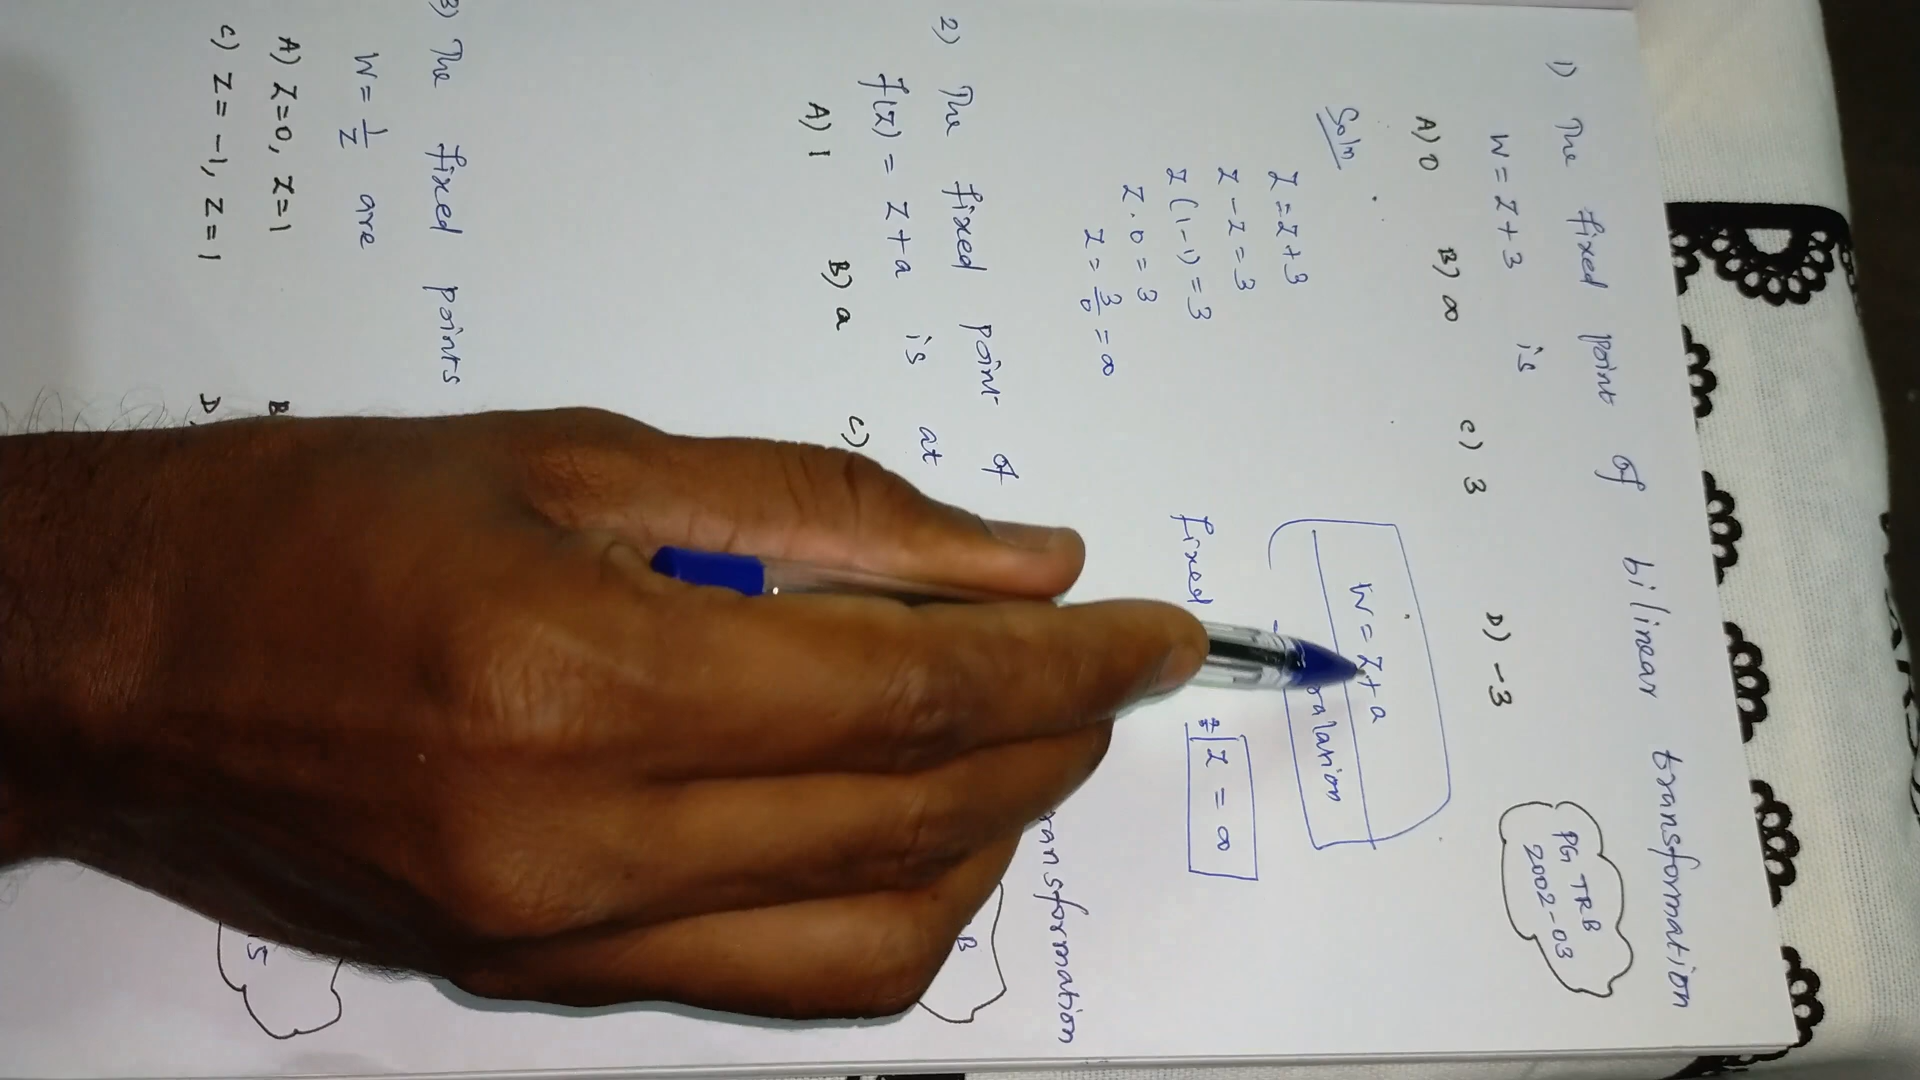 1) The fixed point of bilinear transformation
W = Z + 3 is
PG TRB
2002-03
A) 0 B) ∞ C) 3 D) -3
Soln
Z = Z + 3
Z - Z = 3
Z (1-1) = 3
Z . 0 = 3
Z = 3/0 = ∞
W = Z + a
fixed
Z = ∞
2) The fixed point of
f(Z) = Z + a is at
A) 1 B) a C)
3) The fixed points
W = 1/Z are
A) Z=0, Z=1 B
C) Z = -1, Z = 1 D